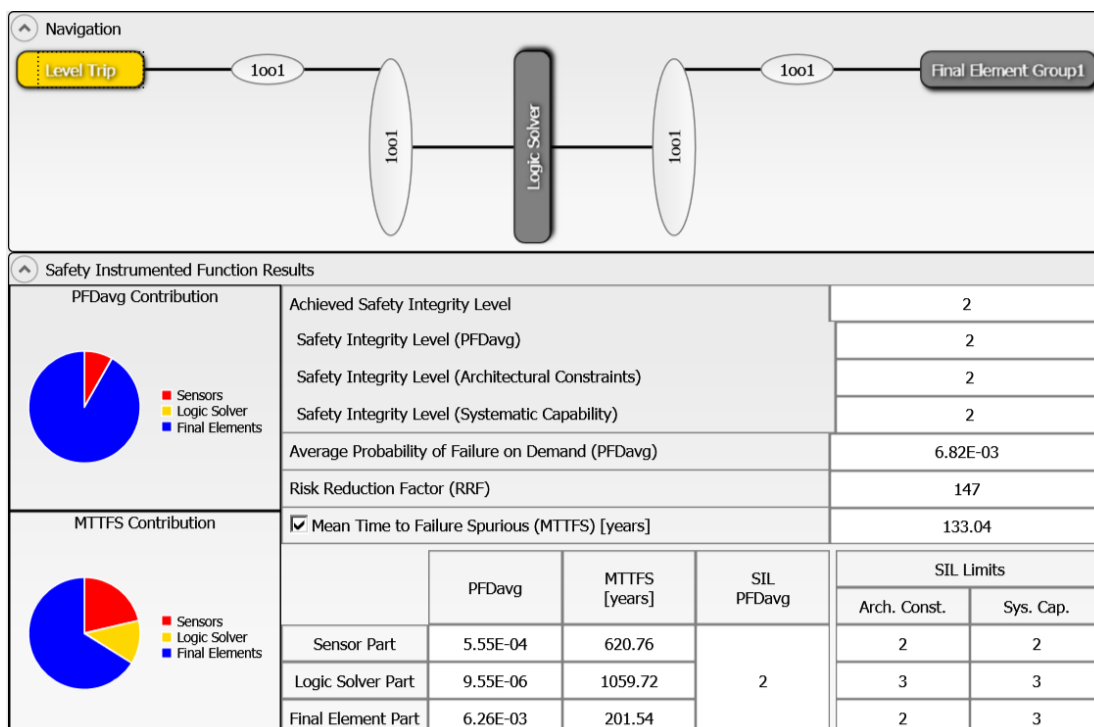 Navigation
Level Trip
1oo1
1oo1
Logic Solver
1oo1
1oo1
Final Element Group1
Safety Instrumented Function Results
PFDavg Contribution
Sensors
Logic Solver
Final Elements
MTTFS Contribution
Sensors
Logic Solver
Final Elements
Achieved Safety Integrity Level 2
Safety Integrity Level (PFDavg) 2
Safety Integrity Level (Architectural Constraints) 2
Safety Integrity Level (Systematic Capability) 2
Average Probability of Failure on Demand (PFDavg) 6.82E-03
Risk Reduction Factor (RRF) 147
Mean Time to Failure Spurious (MTTFS) [years] 133.04
PFDavg
MTTFS
[years]
SIL
PFDavg
SIL Limits
Arch. Const. Sys. Cap.
Sensor Part 5.55E-04 620.76 2 2
Logic Solver Part 9.55E-06 1059.72 2 3 3
Final Element Part 6.26E-03 201.54 2 3